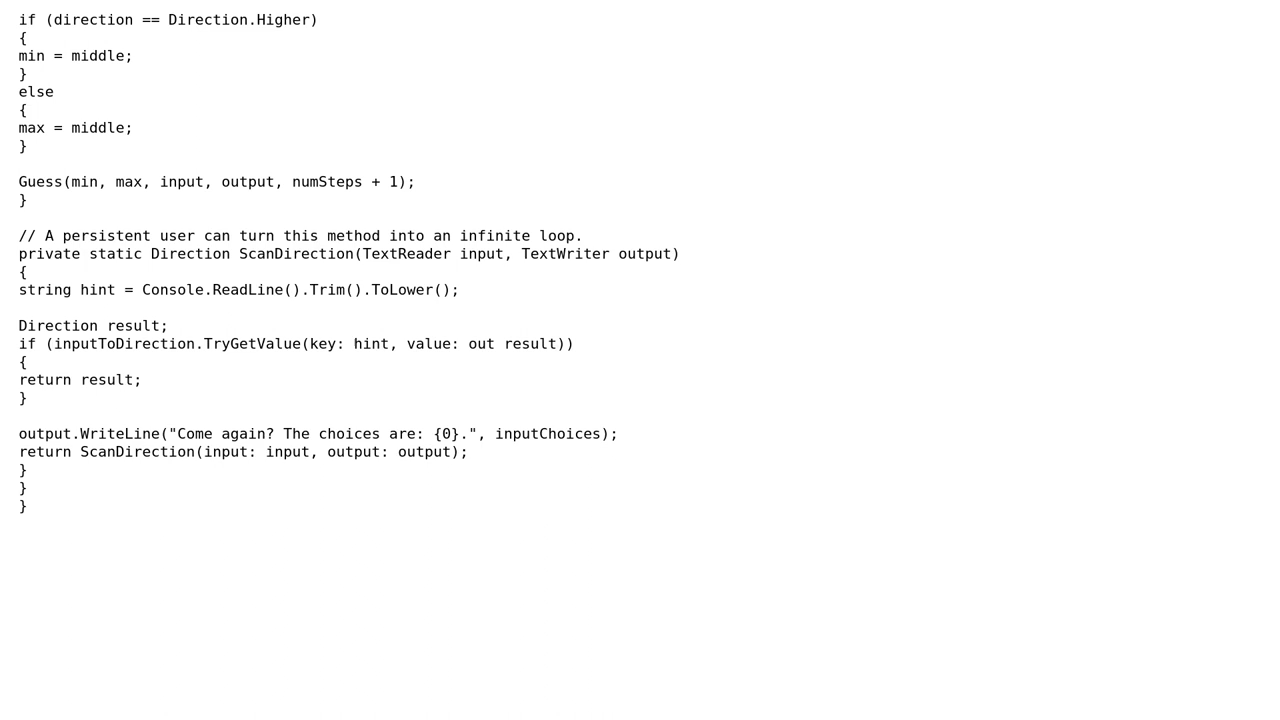 if (direction == Direction.Higher)
{
min = middle;
}
else
{
max = middle;
}

Guess(min, max, input, output, numSteps + 1);
}

// A persistent user can turn this method into an infinite loop.
private static Direction ScanDirection(TextReader input, TextWriter output)
{
string hint = Console.ReadLine().Trim().ToLower();

Direction result;
if (inputToDirection.TryGetValue(key: hint, value: out result))
{
return result;
}

output.WriteLine("Come again? The choices are: {0}.", inputChoices);
return ScanDirection(input: input, output: output);
}
}
}